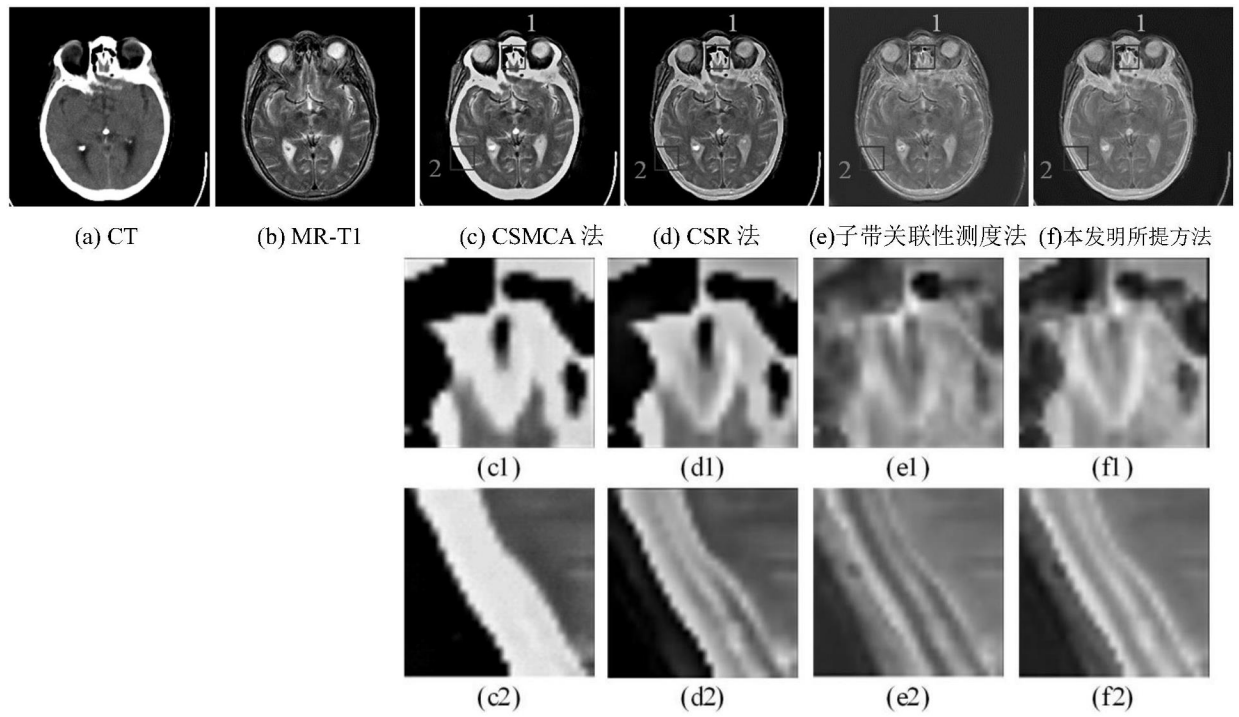 1 1 1 1
2 2 2 2
(a) CT (b) MR-T1 (c) CSMCA 法 (d) CSR 法 (e)子带关联性测度法 (f)本发明所提方法
(c1) (d1) (e1) (f1)
(c2) (d2) (e2) (f2)